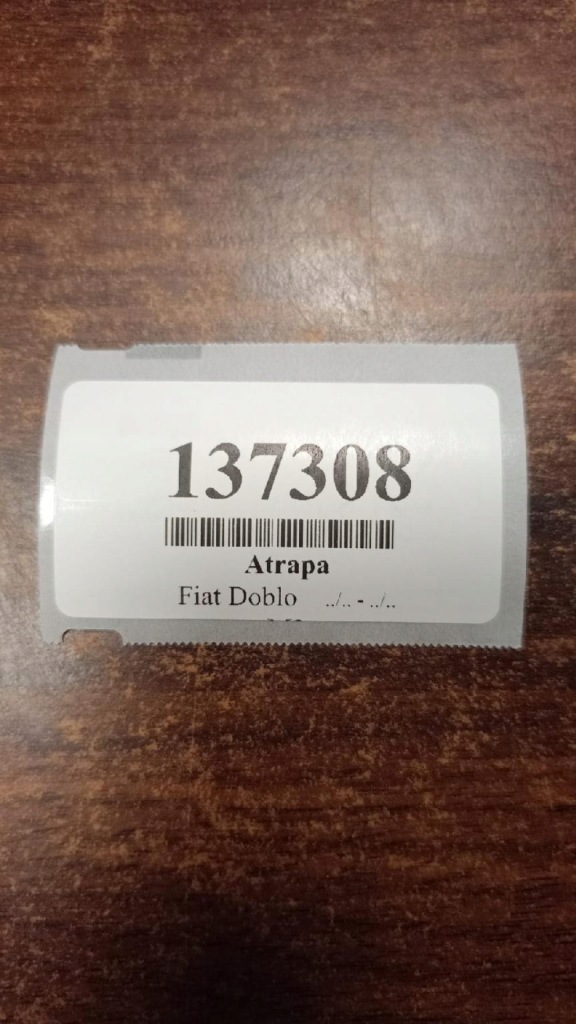 137308
Atrapa
Fiat Doblo ../.. - ../..